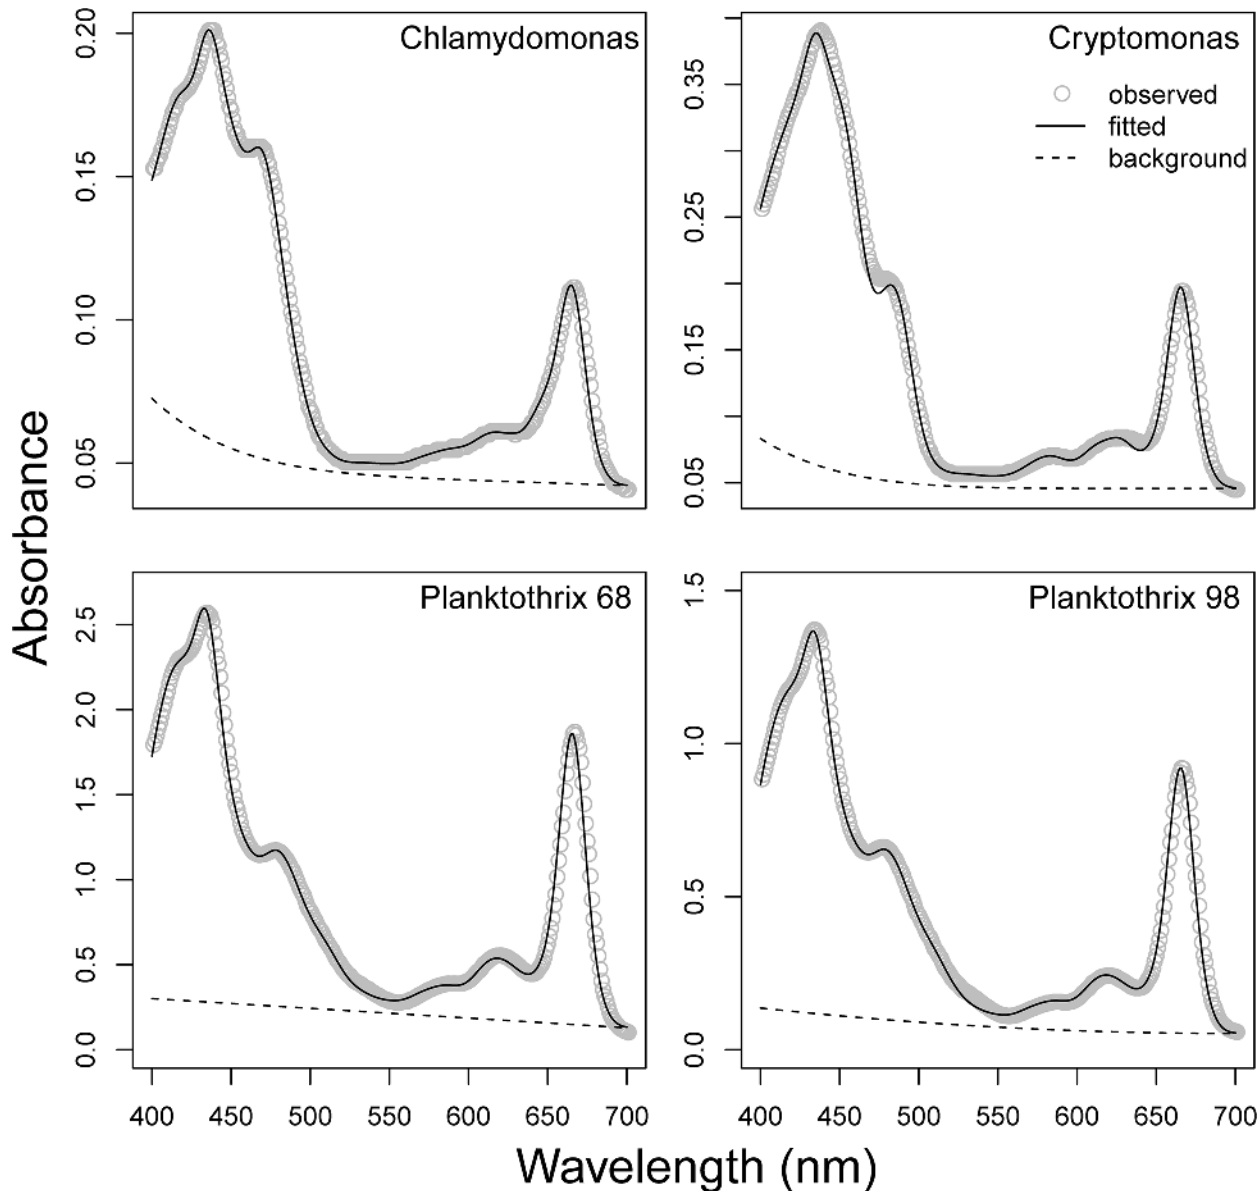 Chlamydomonas
Cryptomonas
observed
fitted
background
0.20
0.15
0.10
0.05
0.35
0.25
0.15
0.05
Absorbance
Planktothrix 68
Planktothrix 98
2.5
2.0
1.5
1.0
0.5
0.0
1.5
1.0
0.5
0.0
400 450 500 550 600 650 700
400 450 500 550 600 650 700
Wavelength (nm)